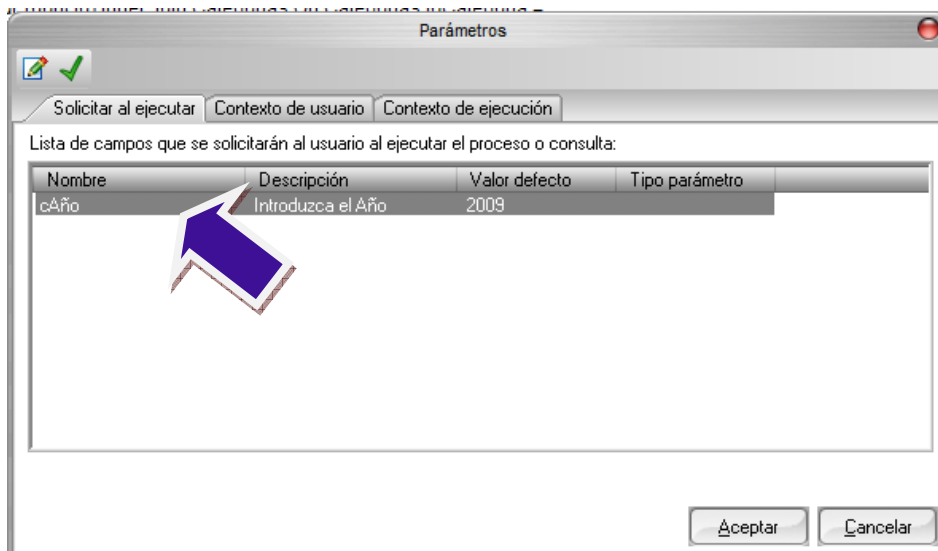 Parámetros
Solicitar al ejecutar Contexto de usuario Contexto de ejecución
Lista de campos que se solicitarán al usuario al ejecutar el proceso o consulta:
Nombre Descripción Valor defecto Tipo parámetro
cAño Introduzca el Año 2009
Aceptar Cancelar